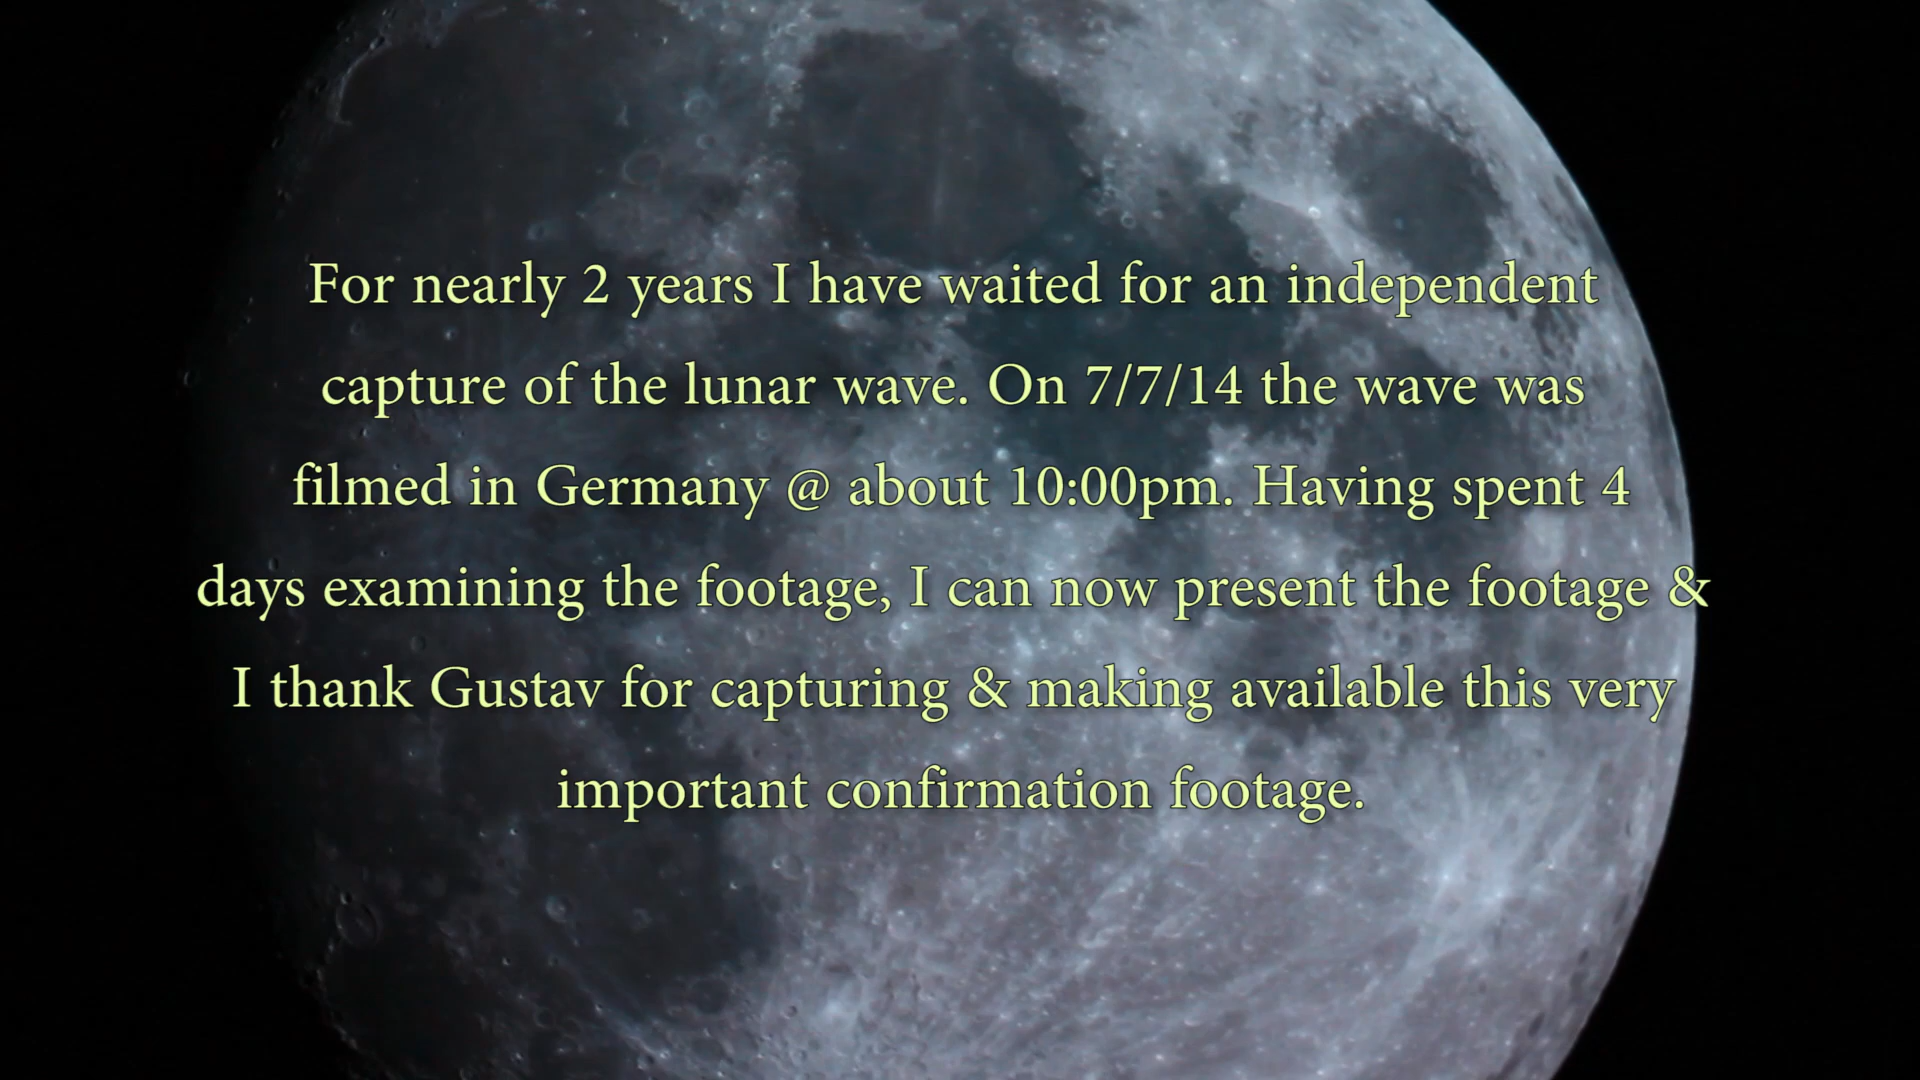 For nearly 2 years I have waited for an independent
capture of the lunar wave. On 7/7/14 the wave was
filmed in Germany @ about 10:00pm. Having spent 4
days examining the footage, I can now present the footage &
I thank Gustav for capturing & making available this very
important confirmation footage.